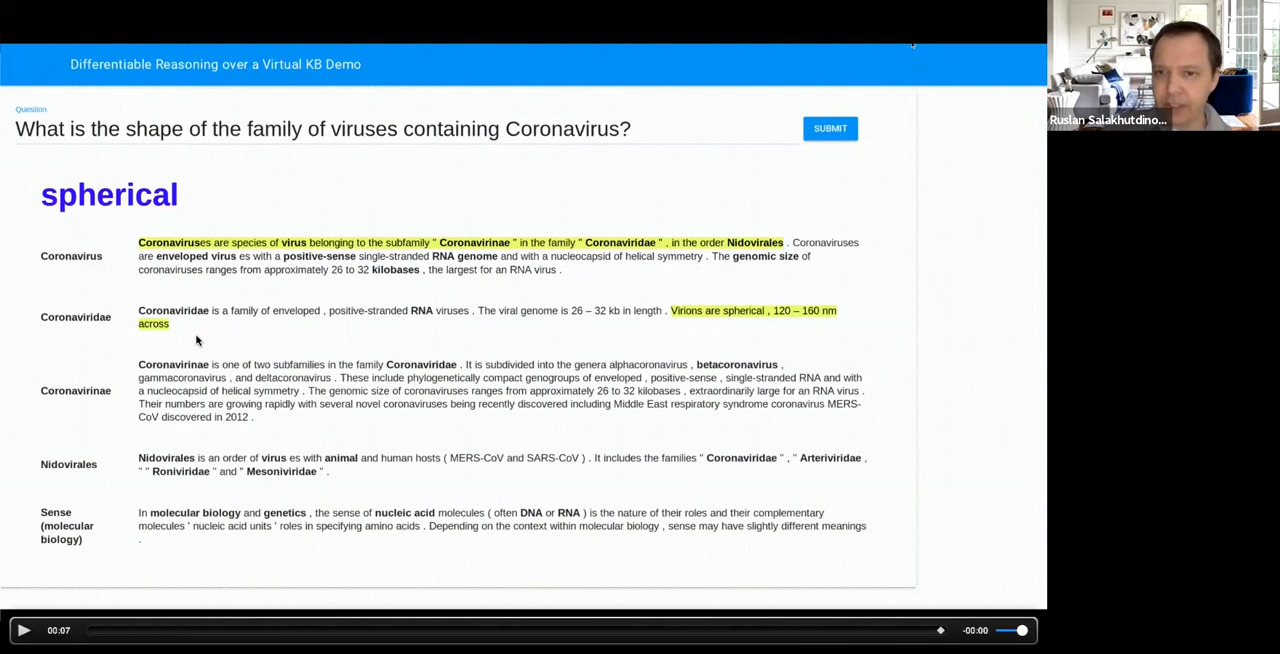 Differentiable Reasoning over a Virtual KB Demo
Question
What is the shape of the family of viruses containing Coronavirus?
SUBMIT
Ruslan Salakhutdino...
spherical
Coronavirus
Coronaviruses are species of virus belonging to the subfamily " Coronavirinae " in the family " Coronaviridae " , in the order Nidovirales . Coronaviruses
are enveloped virus es with a positive-sense single-stranded RNA genome and with a nucleocapsid of helical symmetry . The genomic size of
coronaviruses ranges from approximately 26 to 32 kilobases , the largest for an RNA virus .
Coronaviridae
Coronaviridae is a family of enveloped , positive-stranded RNA viruses . The viral genome is 26 – 32 kb in length . Virions are spherical , 120 – 160 nm
across
Coronavirinae
Coronavirinae is one of two subfamilies in the family Coronaviridae . It is subdivided into the genera alphacoronavirus , betacoronavirus ,
gammacoronavirus , and deltacoronavirus . These include phylogenetically compact genogroups of enveloped , positive-sense , single-stranded RNA and with
a nucleocapsid of helical symmetry . The genomic size of coronaviruses ranges from approximately 26 to 32 kilobases , extraordinarily large for an RNA virus .
Their numbers are growing rapidly with several novel coronaviruses being recently discovered including Middle East respiratory syndrome coronavirus MERS-
CoV discovered in 2012 .
Nidovirales
Nidovirales is an order of virus es with animal and human hosts ( MERS-CoV and SARS-CoV ) . It includes the families " Coronaviridae " , " Arteriviridae ,
" " Roniviridae " and " Mesoniviridae " .
Sense
(molecular
biology)
In molecular biology and genetics , the sense of nucleic acid molecules ( often DNA or RNA ) is the nature of their roles and their complementary
molecules ' nucleic acid units ' roles in specifying amino acids . Depending on the context within molecular biology , sense may have slightly different meanings
.
00:07
-00:00